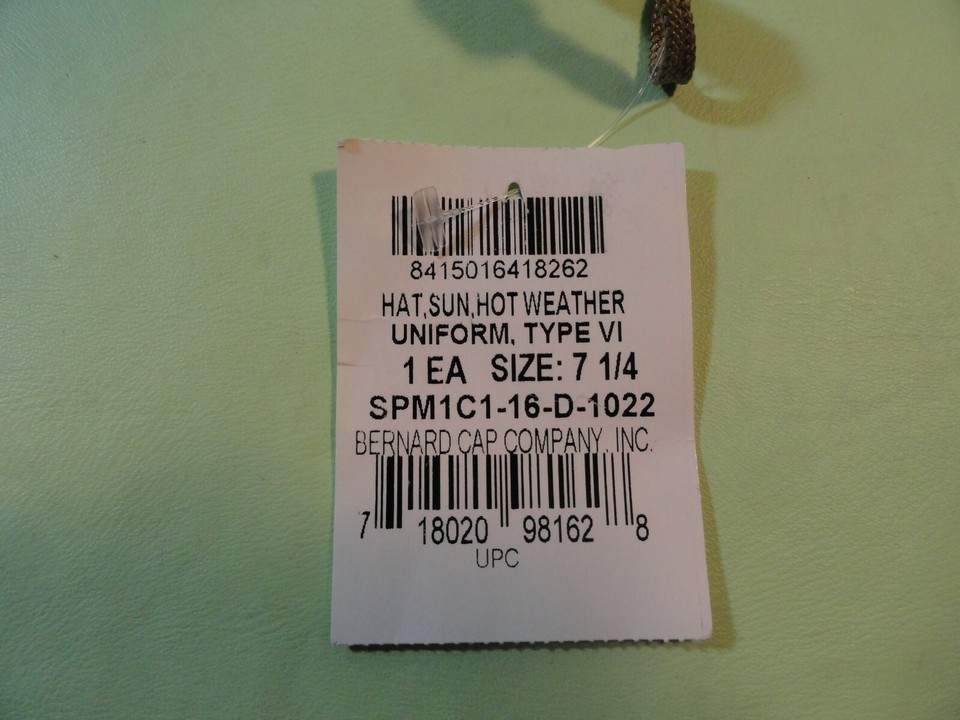 8415016418262
HAT,SUN,HOT WEATHER
UNIFORM, TYPE VI
1 EA SIZE: 7 1/4
SPM1C1-16-D-1022
BERNARD CAP COMPANY, INC.
7 18020 98162 8
UPC